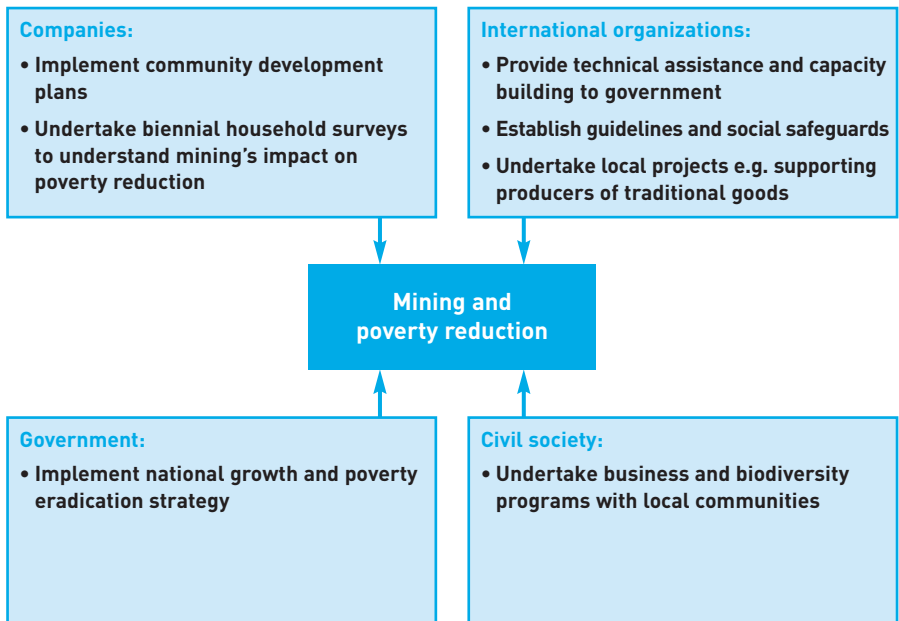 Companies:
• Implement community development
plans
• Undertake biennial household surveys
to understand mining's impact on
poverty reduction
International organizations:
• Provide technical assistance and capacity
building to government
• Establish guidelines and social safeguards
• Undertake local projects e.g. supporting
producers of traditional goods
Mining and
poverty reduction
Government:
• Implement national growth and poverty
eradication strategy
Civil society:
• Undertake business and biodiversity
programs with local communities